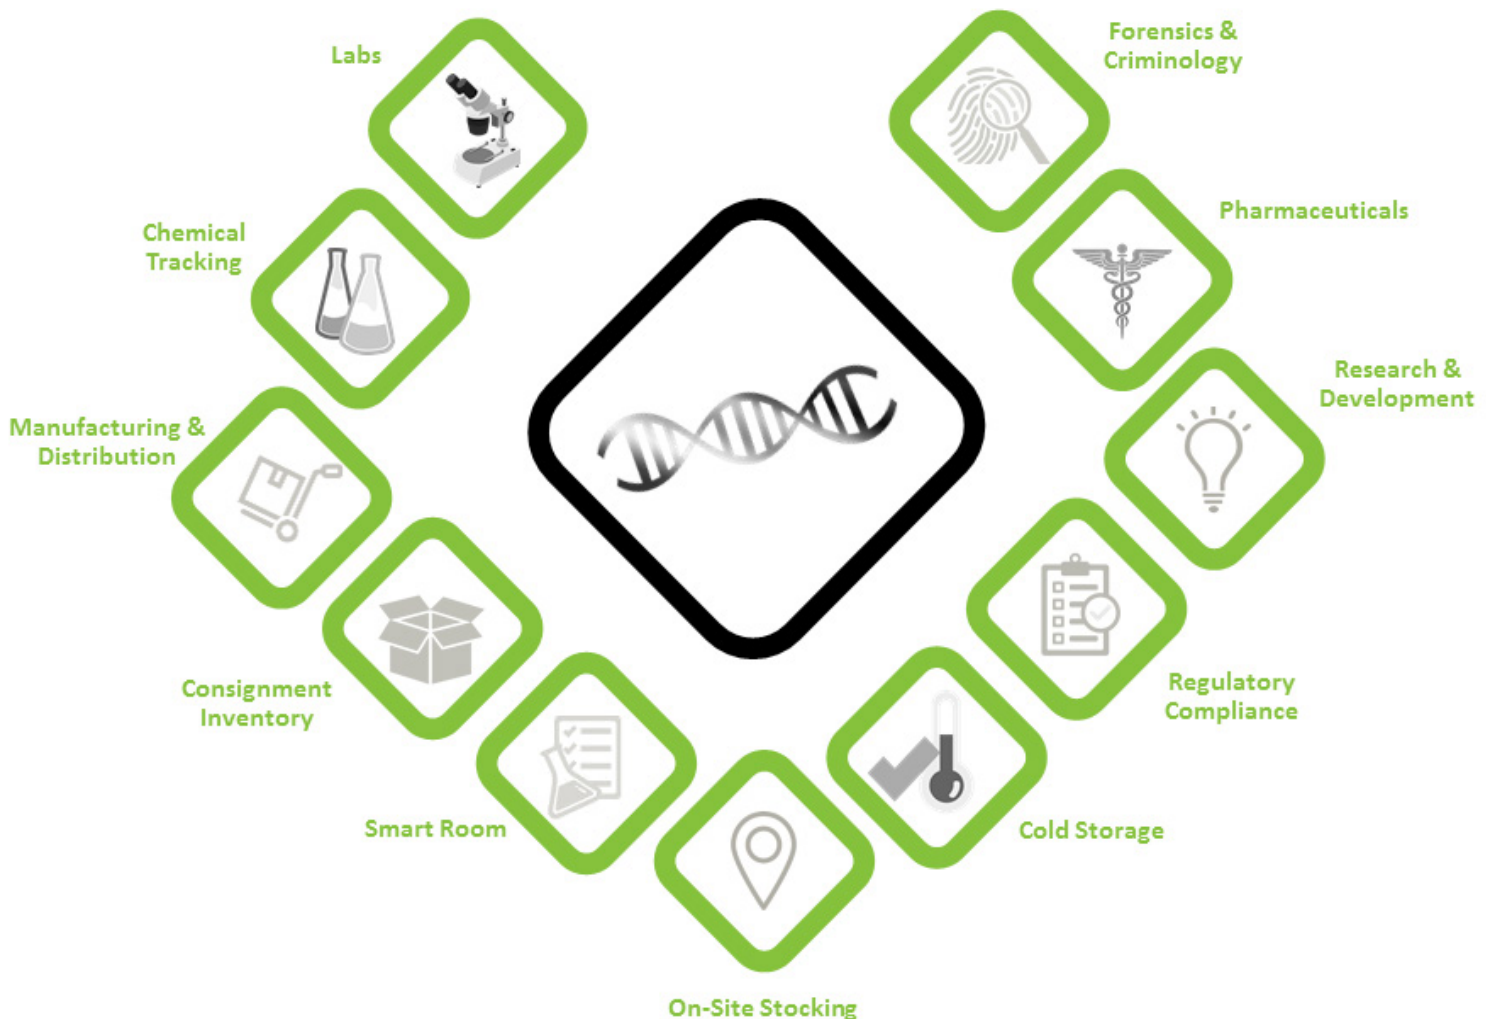 Labs
Forensics &
Criminology
Chemical
Tracking
Pharmaceuticals
Manufacturing &
Distribution
Research &
Development
Consignment
Inventory
Regulatory
Compliance
Smart Room
Cold Storage
On-Site Stocking